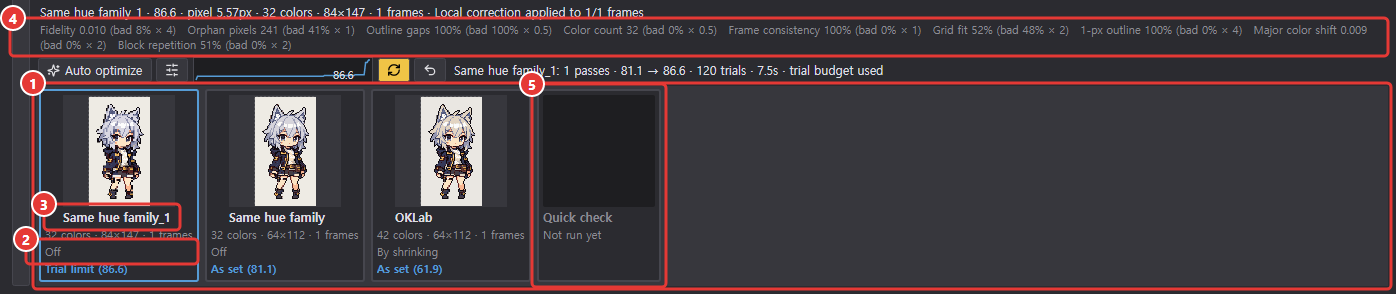 Same hue family_1 · 86.6 · pixel 5.57px · 32 colors · 84×147 · 1 frames · Local correction applied to 1/1 frames
4
Fidelity 0.010 (bad 8% × 4) Orphan pixels 241 (bad 41% × 1) Outline gaps 100% (bad 100% × 0.5) Color count 32 (bad 0% × 0.5) Frame consistency 100% (bad 0% × 1) Grid fit 52% (bad 48% × 2) 1-px outline 100% (bad 0% × 4) Major color shift 0.009
(bad 0% × 2) Block repetition 51% (bad 0% × 2)
Auto optimize 86.6 Same hue family_1: 1 passes · 81.1 → 86.6 · 120 trials · 7.5s · trial budget used
1 5
3
Same hue family_1 Same hue family OKLab Quick check
32 colors · 84×147 · 1 frames 32 colors · 64×112 · 1 frames 42 colors · 64×112 · 1 frames Not run yet
2
Off Off By shrinking
Trial limit (86.6) As set (81.1) As set (61.9)